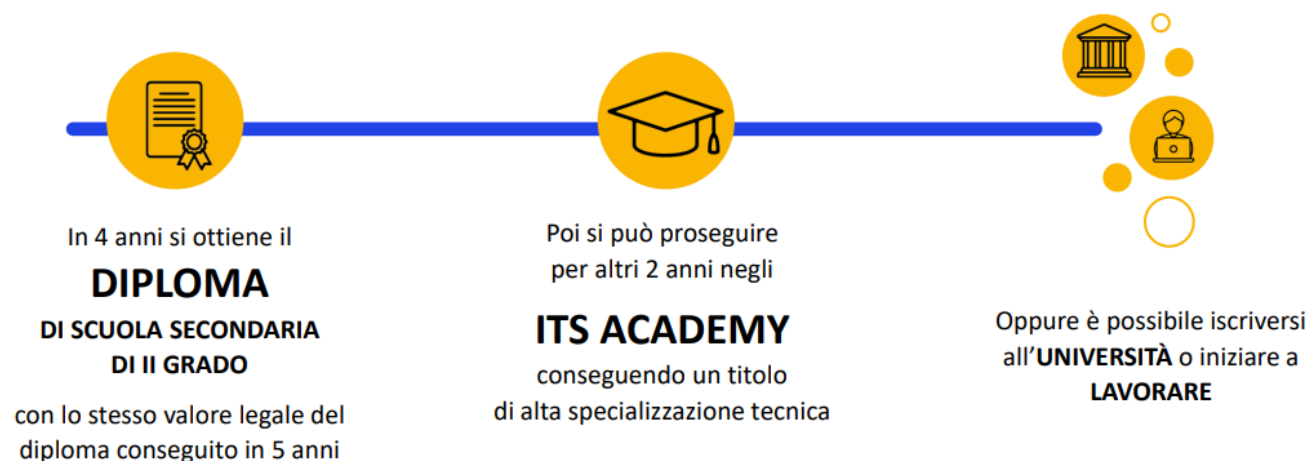 In 4 anni si ottiene il
DIPLOMA
DI SCUOLA SECONDARIA
DI II GRADO
con lo stesso valore legale del
diploma conseguito in 5 anni
Poi si può proseguire
per altri 2 anni negli
ITS ACADEMY
conseguendo un titolo
di alta specializzazione tecnica
Oppure è possibile iscriversi
all'UNIVERSITÀ o iniziare a
LAVORARE